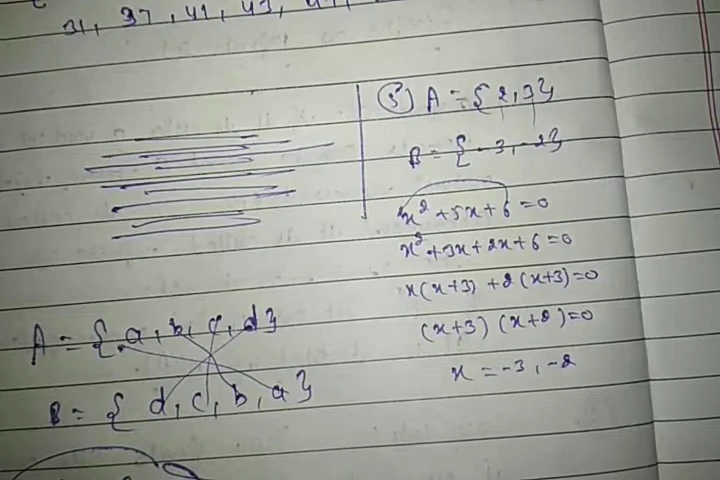 31, 37, 41, 43, 47,
(5) A = {2, 3}
B = {-3, -2}
x² + 5x + 6 = 0
x² + 3x + 2x + 6 = 0
x(x+3) + 2(x+3) = 0
(x+3) (x+2) = 0
x = -3, -2
A = {a, b, c, d}
B = {d, c, b, a}